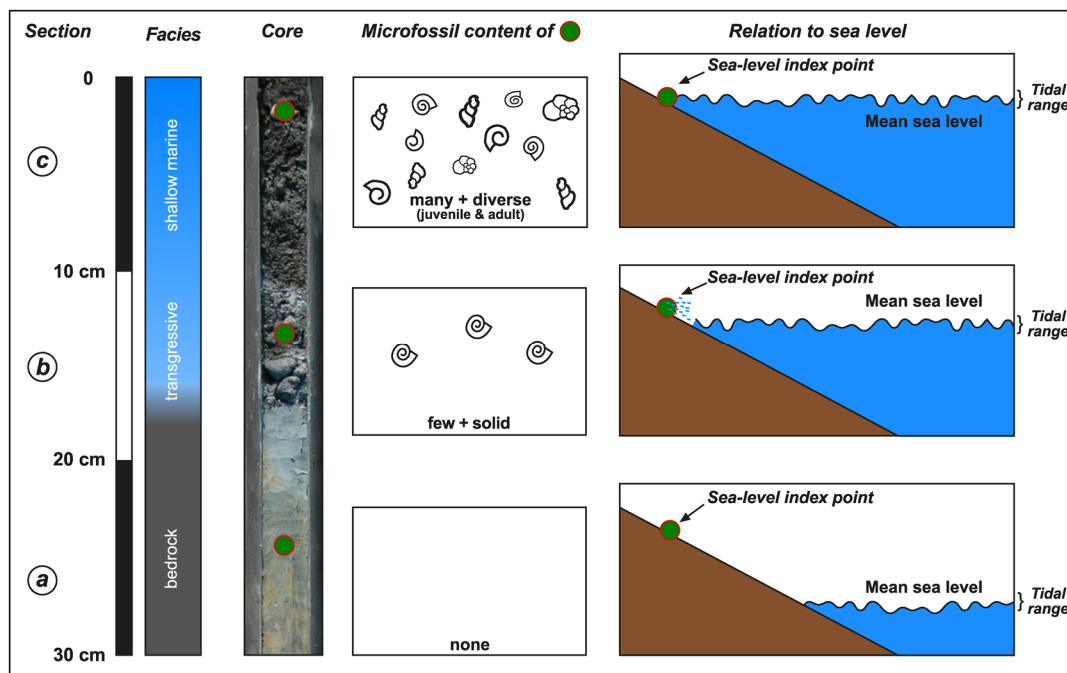 Section Facies Core Microfossil content of Relation to sea level
0
Sea-level index point
Tidal
range
Mean sea level
c
shallow marine
many + diverse
(juvenile & adult)
10 cm
Sea-level index point
Mean sea level
Tidal
range
b
transgressive
few + solid
20 cm
Sea-level index point
bedrock
a
Mean sea level
Tidal
range
none
30 cm